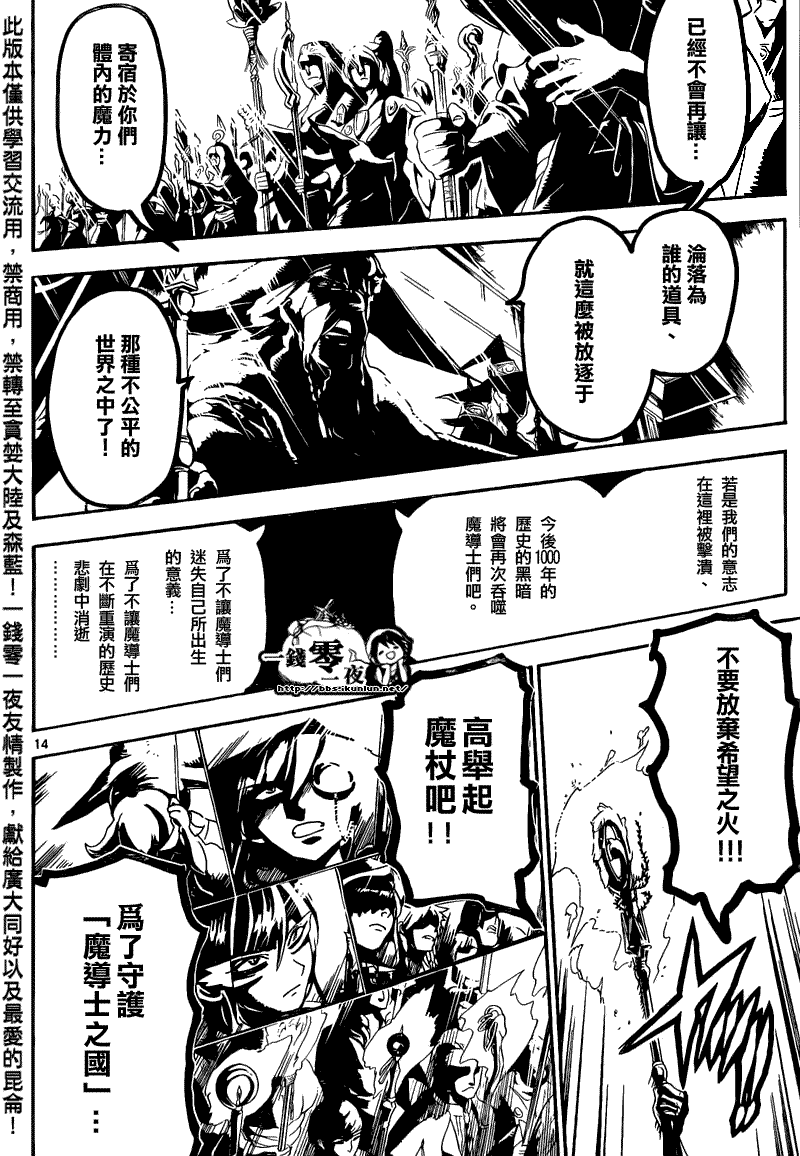 已經不會再讓…
寄宿於你們
體內的魔力…
淪落為
誰的道具、
就這麼被放逐于
那種不公平的
世界之中了！
若是我們的意志
在這裡被擊潰、
今後1000年的
歷史的黑暗
將會再次吞噬
魔導士們吧。
爲了不讓魔導士們
迷失自己所出生
的意義…
爲了不讓魔導士們
在不斷重演的歷史
悲劇中消逝
………………
不要放棄希望之火!!!
高舉起
魔杖吧!!
爲了守護
「魔導士之國」…
14
一錢零一夜
http://bbs.ikunlun.net/
此版本僅供學習交流用，禁商用，禁轉至貪婪大陸及森藍！一錢零一夜友情製作，獻給廣大同好以及最愛的昆侖！